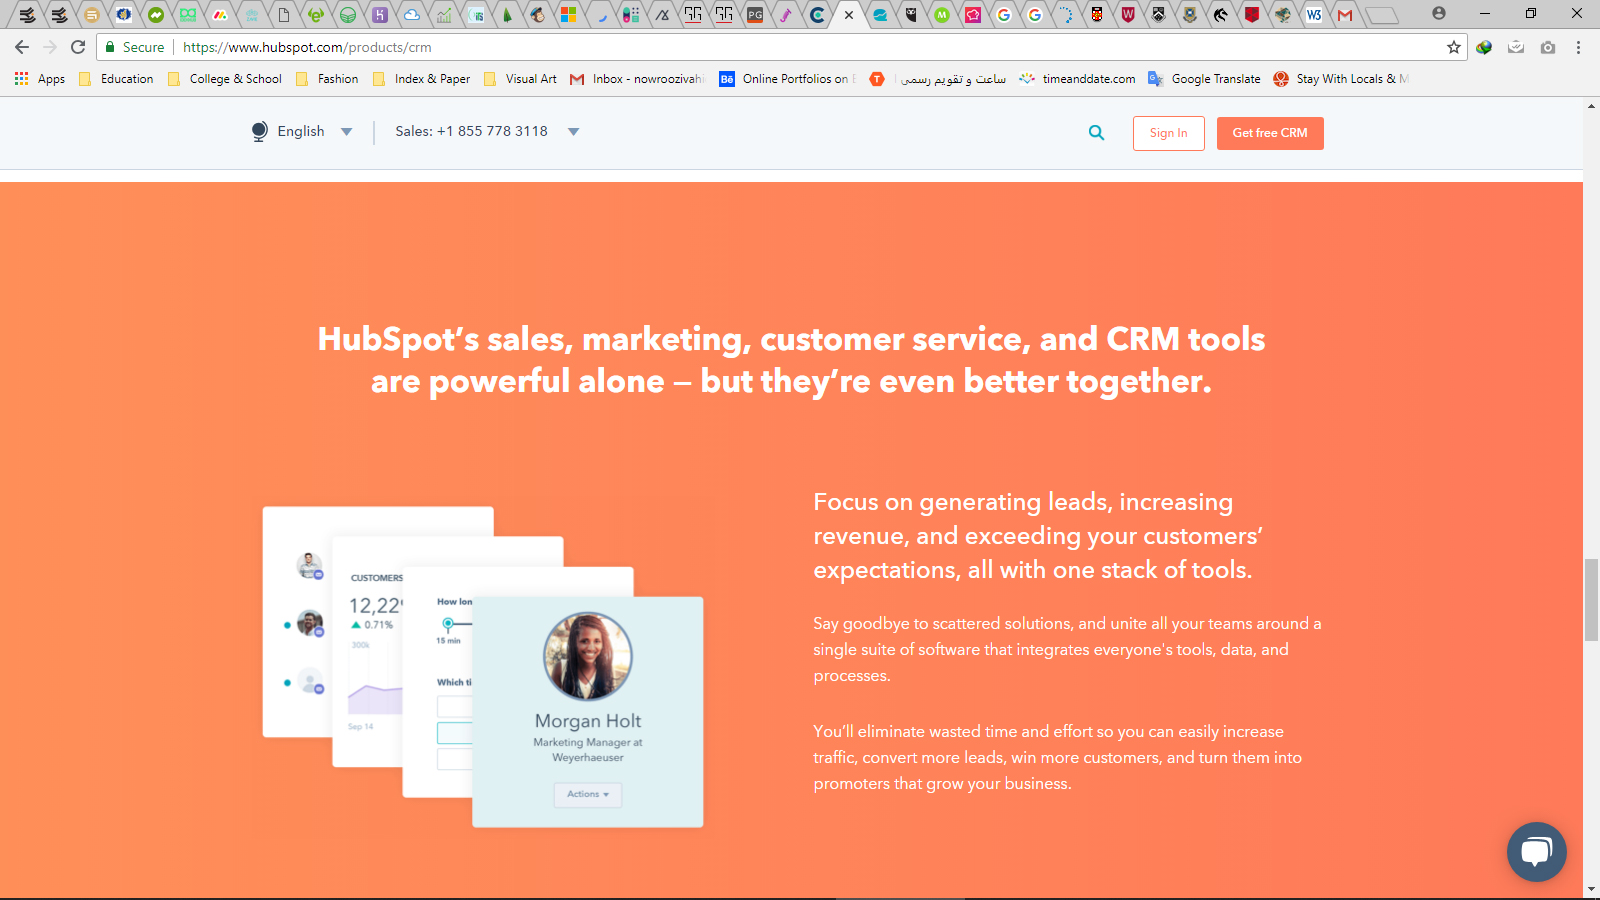 Secure
https://www.hubspot.com/products/crm
Apps
Education
College & School
Fashion
Index & Paper
Visual Art
Inbox - nowroozivahi
Online Portfolios on
ساعت و تقویم رسمی
timeanddate.com
Google Translate
Stay With Locals & M
English
Sales: +1 855 778 3118
Sign In
Get free CRM
HubSpot’s sales, marketing, customer service, and CRM tools
are powerful alone – but they’re even better together.
Focus on generating leads, increasing
revenue, and exceeding your customers’
expectations, all with one stack of tools.
Say goodbye to scattered solutions, and unite all your teams around a
single suite of software that integrates everyone's tools, data, and
processes.
You’ll eliminate wasted time and effort so you can easily increase
traffic, convert more leads, win more customers, and turn them into
promoters that grow your business.
CUSTOMERS
12,229
0.71%
300k
Sep 14
How lon
15 min
Which ti
Morgan Holt
Marketing Manager at
Weyerhaeuser
Actions